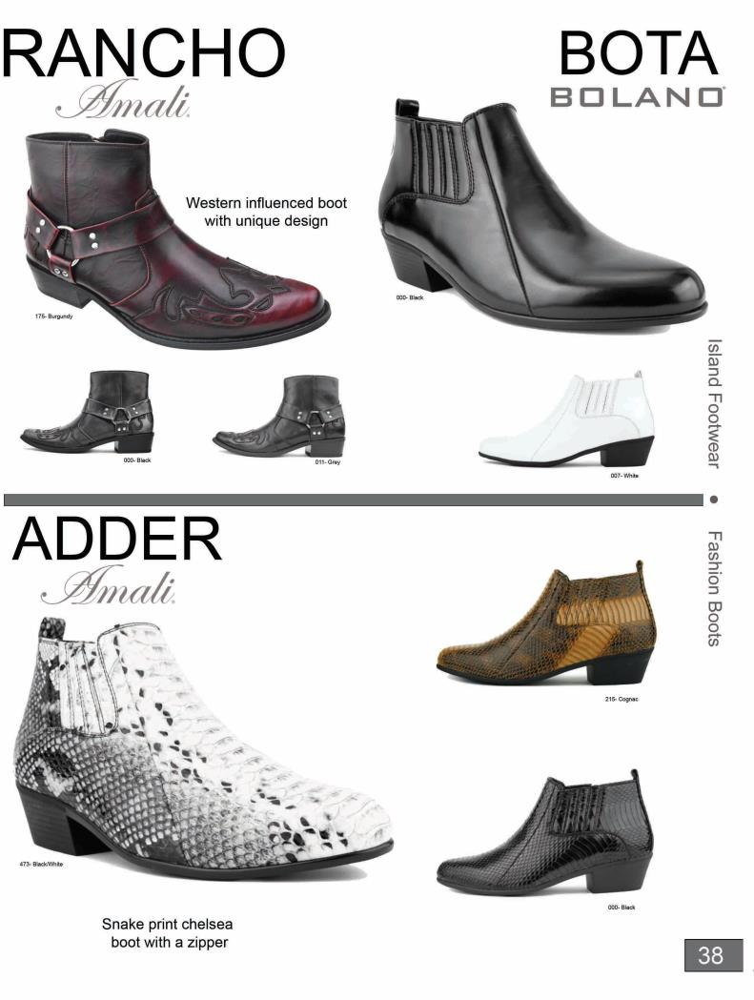 RANCHO
Amali
Western influenced boot
with unique design
175- Burgundy
000- Black
011- Grey
BOTA
BOLANO
000- Black
007- White
Island Footwear • Fashion Boots
ADDER
Amali
473- Black/White
Snake print chelsea
boot with a zipper
215- Cognac
000- Black
38